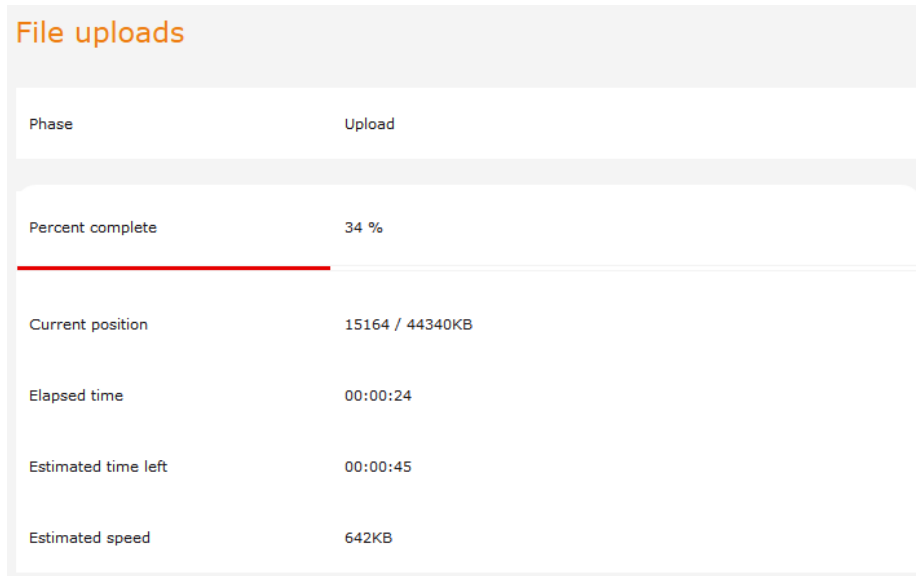 File uploads
Phase Upload
Percent complete 34 %
Current position 15164 / 44340KB
Elapsed time 00:00:24
Estimated time left 00:00:45
Estimated speed 642KB